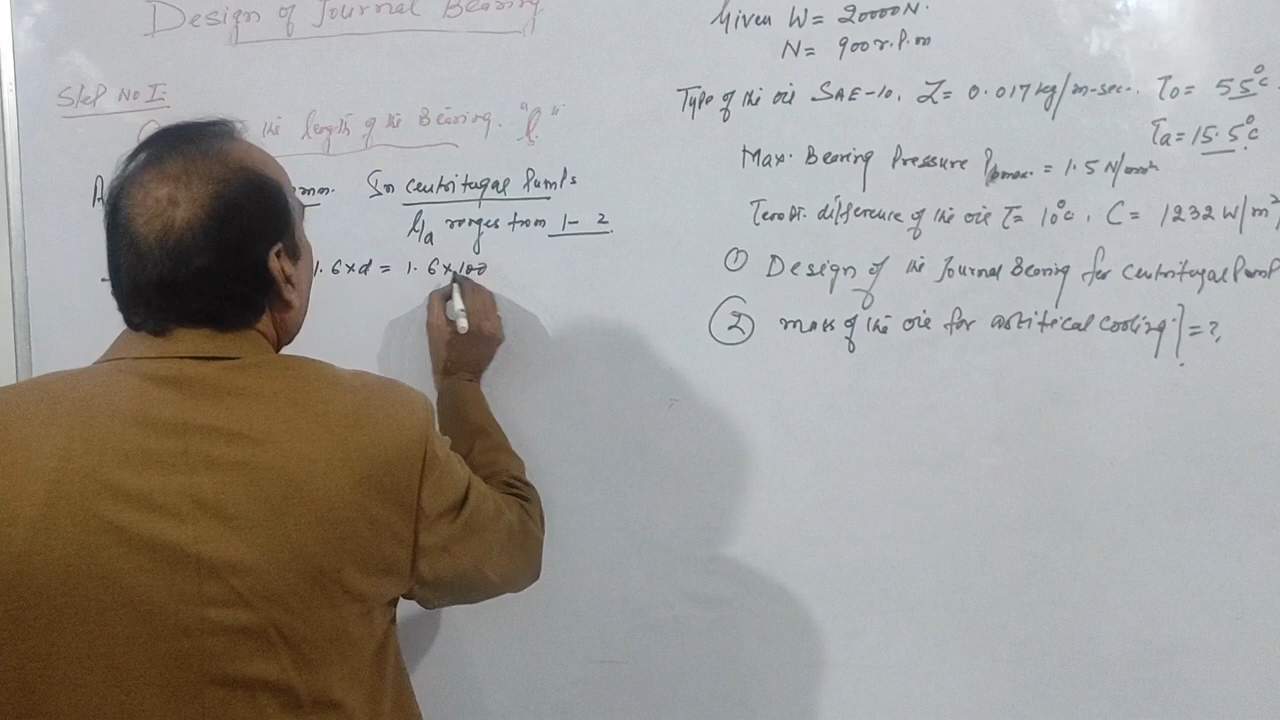 Design of Journal Bearing
Step No I:
the length of the Bearing. "l"
mm. In centrifugal Pumps
l/d ranges from 1 - 2.
1.6×d = 1.6×100
Given W = 20000N.
N = 900 r.p.m
Type of the oil SAE-10, Z = 0.017 kg/m-sec. To = 55°c.
Ta = 15.5°c
Max. Bearing Pressure Pbmax. = 1.5 N/mm²
difference of the oil T = 10°c, C = 1232 W/m²
① Design of the Journal Bearing for Centrifugal Pump
② mass of the oil for artificial cooling } = ?